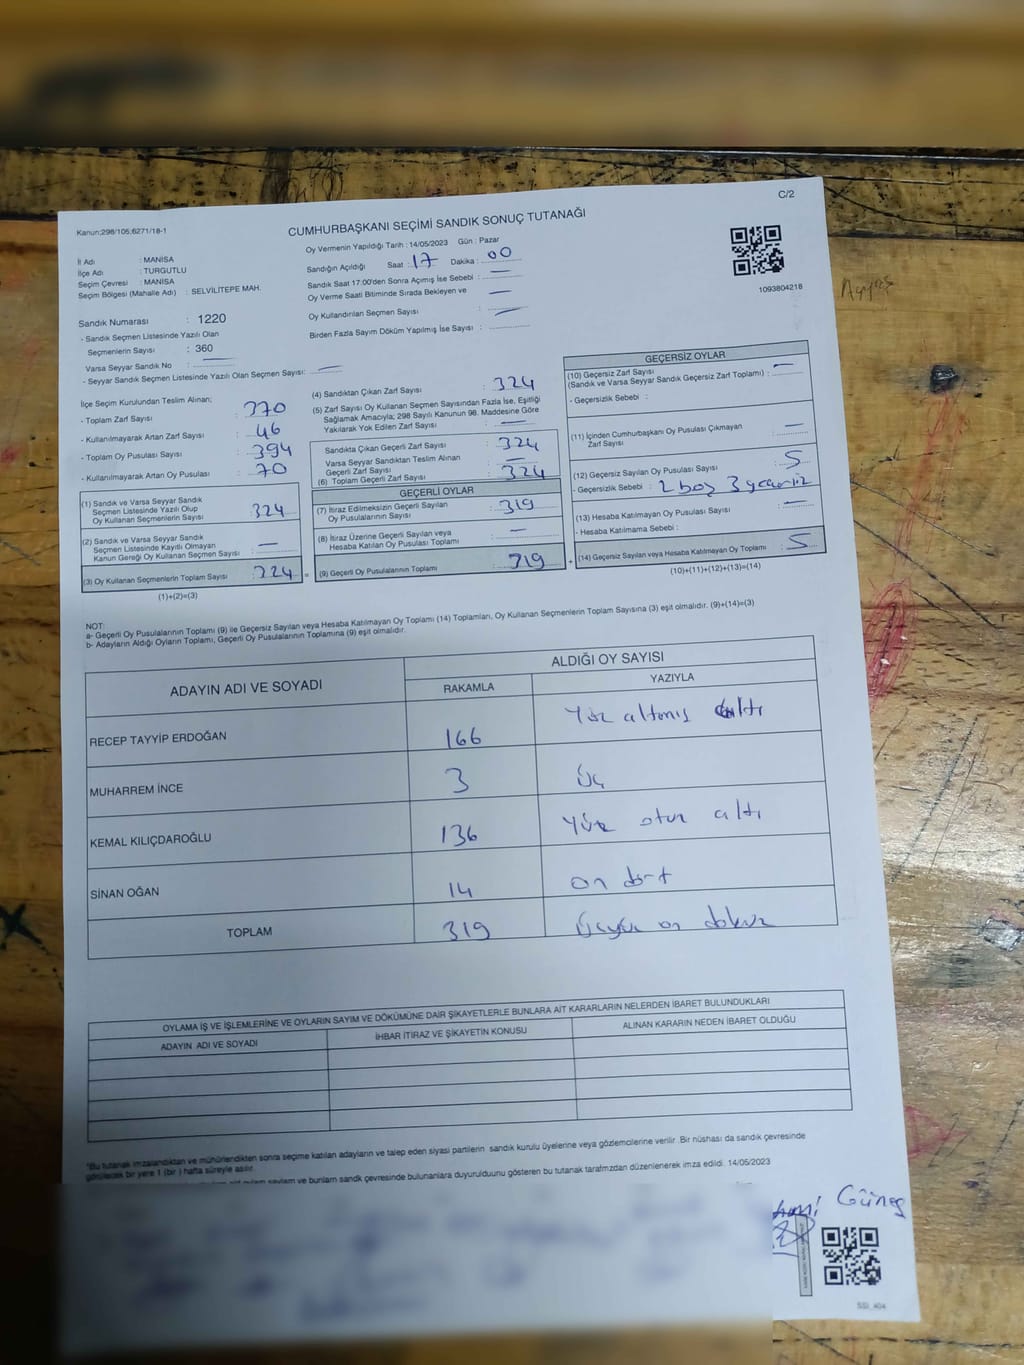 C/2
Kanun;298/105;6271/18-1
CUMHURBAŞKANI SEÇİMİ SANDIK SONUÇ TUTANAĞI
Oy Vermenin Yapıldığı Tarih : 14/05/2023 Gün : Pazar
İl Adı : MANİSA
İlçe Adı : TURGUTLU
Seçim Çevresi : MANİSA
Seçim Bölgesi (Mahalle Adı) : SELVİLİTEPE MAH.
Sandığın Açıldığı Saat : 17 Dakika : 00
Sandık Saat 17:00'den Sonra Açımış İse Sebebi : —
Oy Verme Saati Bitiminde Sırada Bekleyen ve
Oy Kullandırılan Seçmen Sayısı : —
Birden Fazla Sayım Döküm Yapılmış İse Sayısı :
1093804218
Sandık Numarası : 1220
- Sandık Seçmen Listesinde Yazılı Olan
Seçmenlerin Sayısı : 360
Varsa Seyyar Sandık No : —
- Seyyar Sandık Seçmen Listesinde Yazılı Olan Seçmen Sayısı: —
İlçe Seçim Kurulundan Teslim Alınan;
- Toplam Zarf Sayısı : 370
- Kullanılmayarak Artan Zarf Sayısı : 46
- Toplam Oy Pusulası Sayısı : 394
- Kullanılmayarak Artan Oy Pusulası : 70
(1) Sandık ve Varsa Seyyar Sandık
Seçmen Listesinde Yazılı Olup
Oy Kullanan Seçmenlerin Sayısı : 324
(2) Sandık ve Varsa Seyyar Sandık
Seçmen Listesinde Kayıtlı Olmayan
Kanun Gereği Oy Kullanan Seçmen Sayısı : —
(3) Oy Kullanan Seçmenlerin Toplam Sayısı : 324
(1)+(2)=(3)
(4) Sandıktan Çıkan Zarf Sayısı : 324
(5) Zarf Sayısı Oy Kullanan Seçmen Sayısından Fazla İse, Eşitliği
Sağlamak Amacıyla; 298 Sayılı Kanunun 98. Maddesine Göre
Yakılarak Yok Edilen Zarf Sayısı : —
Sandıkta Çıkan Geçerli Zarf Sayısı : 324
Varsa Seyyar Sandıktan Teslim Alınan
Geçerli Zarf Sayısı : —
(6) Toplam Geçerli Zarf Sayısı : 324
GEÇERLİ OYLAR
(7) İtiraz Edilmeksizin Geçerli Sayılan
Oy Pusulalarının Sayısı : 319
(8) İtiraz Üzerine Geçerli Sayılan veya
Hesaba Katılan Oy Pusulası Toplamı : —
(9) Geçerli Oy Pusulalarının Toplamı : 319
GEÇERSİZ OYLAR
(10) Geçersiz Zarf Sayısı
(Sandık ve Varsa Seyyar Sandık Geçersiz Zarf Toplamı) : —
- Geçersizlik Sebebi :
(11) İçinden Cumhurbaşkanı Oy Pusulası Çıkmayan
Zarf Sayısı : —
(12) Geçersiz Sayılan Oy Pusulası Sayısı : 5
- Geçersizlik Sebebi : 2 boş 3 geçersiz
(13) Hesaba Katılmayan Oy Pusulası Sayısı : —
- Hesaba Katılmama Sebebi :
(14) Geçersiz Sayılan veya Hesaba Katılmayan Oy Toplamı : 5
(10)+(11)+(12)+(13)=(14)
NOT:
a- Geçerli Oy Pusulalarının Toplamı (9) ile Geçersiz Sayılan veya Hesaba Katılmayan Oy Toplamı (14) Toplamları, Oy Kullanan Seçmenlerin Toplam Sayısına (3) eşit olmalıdır. (9)+(14)=(3)
b- Adayların Aldığı Oyların Toplamı, Geçerli Oy Pusulalarının Toplamına (9) eşit olmalıdır.
ADAYIN ADI VE SOYADI
ALDIĞI OY SAYISI
RAKAMLA YAZIYLA
RECEP TAYYİP ERDOĞAN 166 Yüz altmış altı
MUHARREM İNCE 3 Üç
KEMAL KILIÇDAROĞLU 136 Yüz otuz altı
SİNAN OĞAN 14 on dört
TOPLAM 319 Üçyüz on dokuz
OYLAMA İŞ VE İŞLEMLERİNE VE OYLARIN SAYIM VE DÖKÜMÜNE DAİR ŞİKAYETLERLE BUNLARA AİT KARARLARIN NELERDEN İBARET BULUNDUKLARI
ADAYIN ADI VE SOYADI İHBAR İTİRAZ VE ŞİKAYETİN KONUSU ALINAN KARARIN NEDEN İBARET OLDUĞU
*Bu tutanak imzalandıktan ve mühürlendikten sonra seçime katılan adayların ve talep eden siyasi partilerin sandık kurulu üyelerine veya gözlemcilerine verilir. Bir nüshası da sandık çevresinde
görülecek bir yere 1 (bir) hafta süreyle asılır.
sayım ve bunların sandık çevresinde bulunanlara duyurulduunu gösteren bu tutanak tarafımızdan düzenlenerek imza edildi. 14/05/2023
Güneş